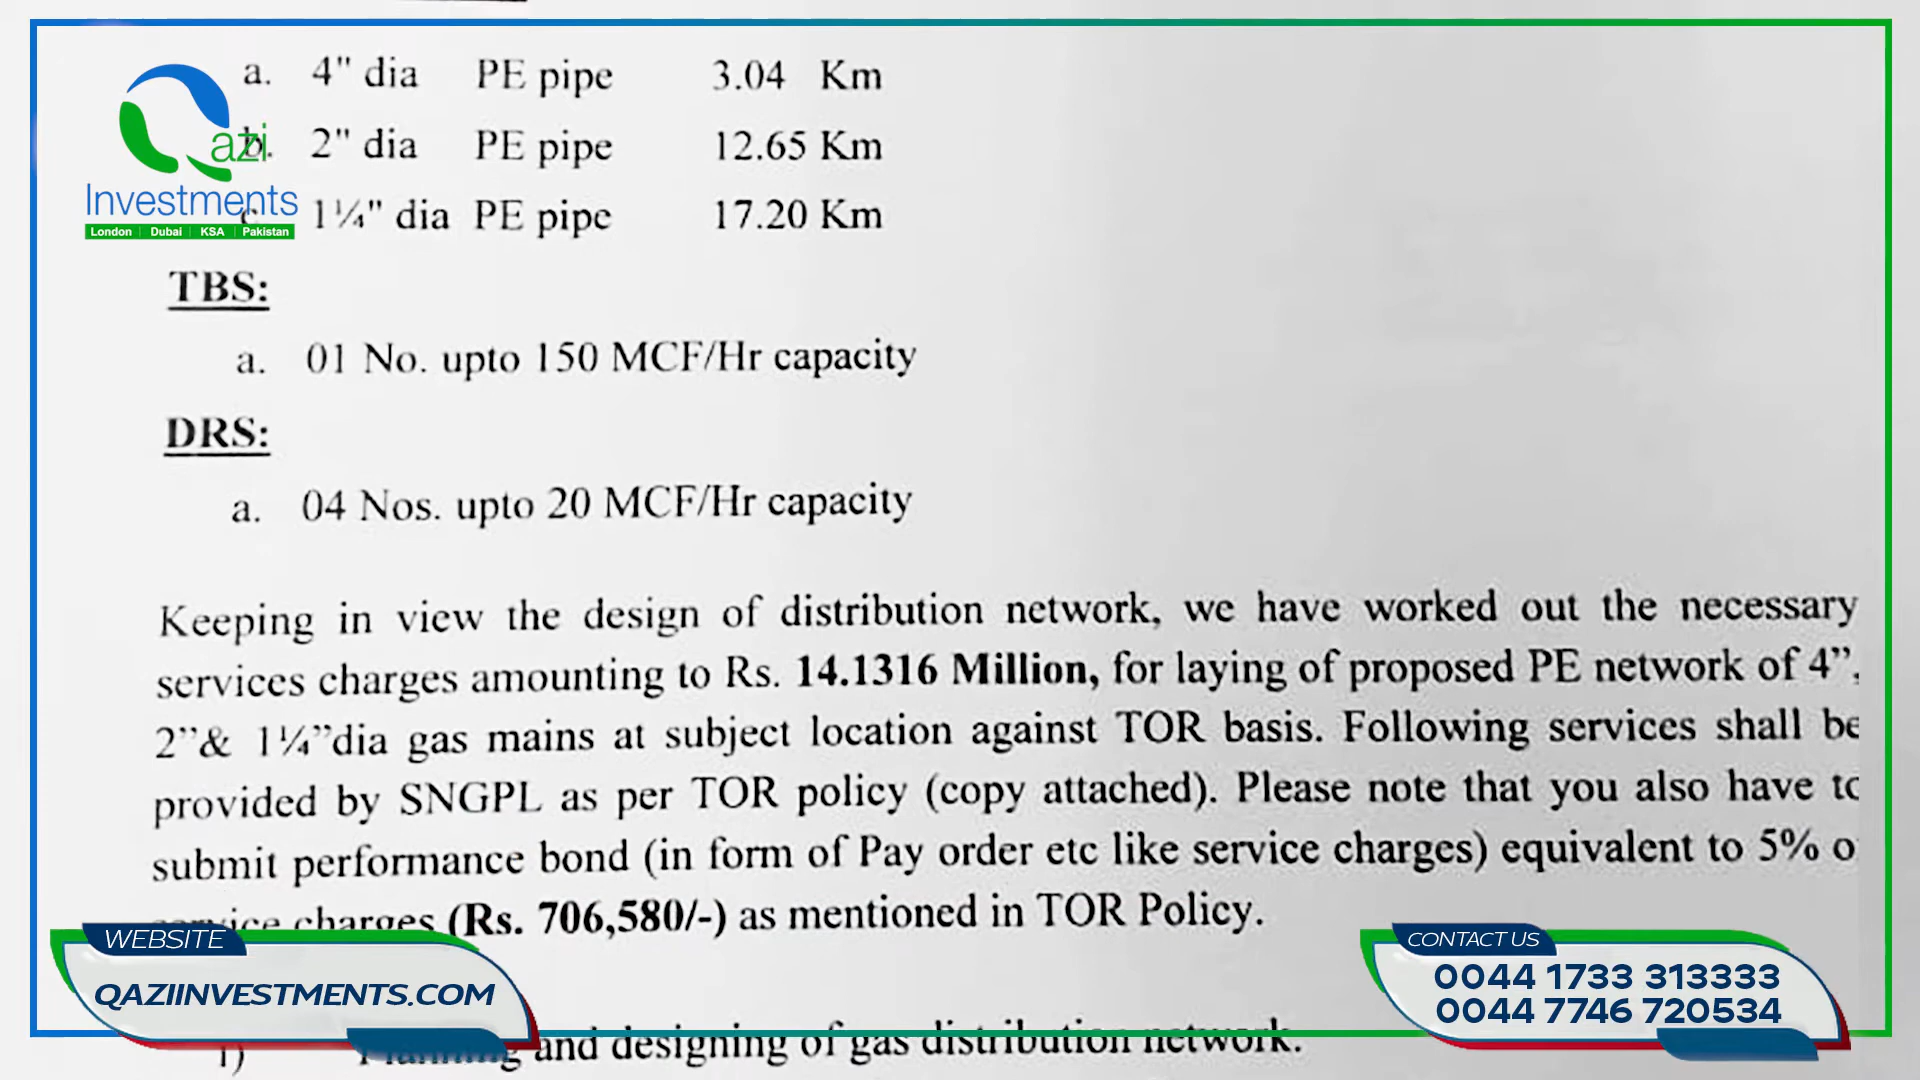 a. 4" dia PE pipe 3.04 Km
b. 2" dia PE pipe 12.65 Km
c. 1¼" dia PE pipe 17.20 Km
Qazi
Investments
London | Dubai | KSA | Pakistan
TBS:
a. 01 No. upto 150 MCF/Hr capacity
DRS:
a. 04 Nos. upto 20 MCF/Hr capacity
Keeping in view the design of distribution network, we have worked out the necessary
services charges amounting to Rs. 14.1316 Million, for laying of proposed PE network of 4”,
2”& 1¼”dia gas mains at subject location against TOR basis. Following services shall be
provided by SNGPL as per TOR policy (copy attached). Please note that you also have to
submit performance bond (in form of Pay order etc like service charges) equivalent to 5% o
service charges (Rs. 706,580/-) as mentioned in TOR Policy.
WEBSITE
QAZIINVESTMENTS.COM
CONTACT US
0044 1733 313333
0044 7746 720534
i) Planning and designing of gas distribution network.